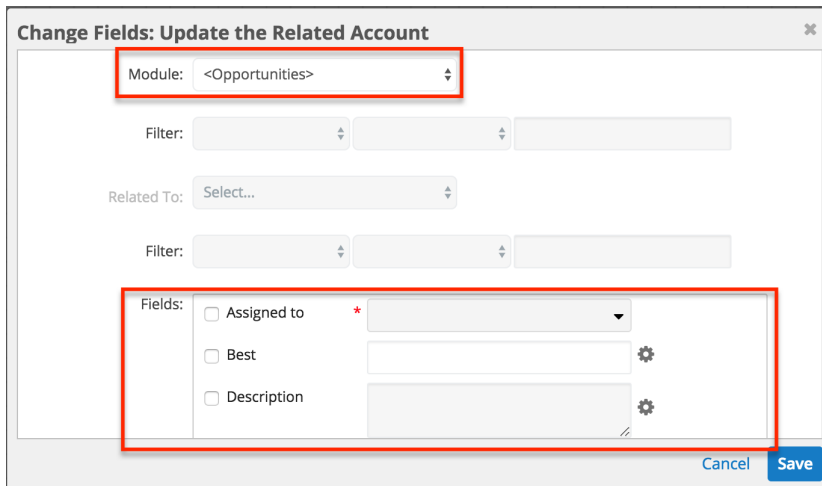 Change Fields: Update the Related Account
Module: <Opportunities>
Filter:
Related To: Select...
Filter:
Fields: Assigned to *
Best
Description
Cancel Save